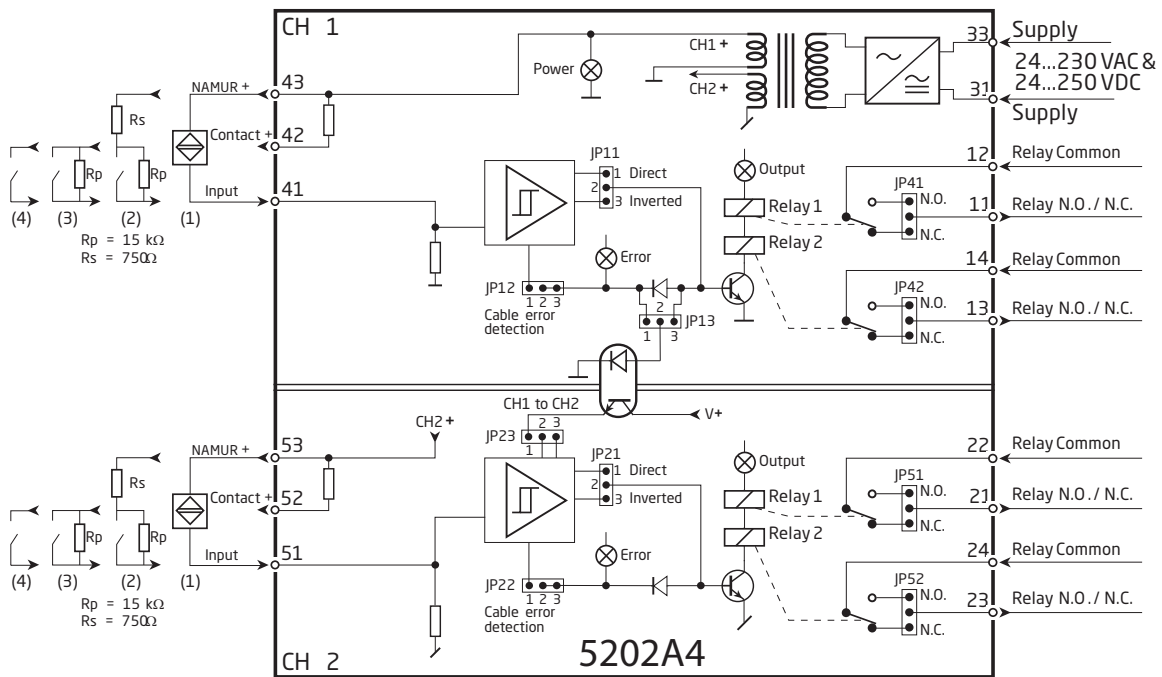 CH 1
33
Supply
24...230 VAC &
24...250 VDC
31
Supply
CH1 +
CH2 +
Power
NAMUR +
43
Rs
Contact +
42
Rp
Rp
Input
41
(4)
(3)
(2)
(1)
Rp = 15 kΩ
Rs = 750Ω
JP11
1 Direct
2
3 Inverted
Output
Relay 1
Relay 2
Error
JP12
1 2 3
Cable error
detection
2
1 3
JP13
12
Relay Common
JP41
N.O.
N.C.
11
Relay N.O. / N.C.
14
Relay Common
JP42
N.O.
N.C.
13
Relay N.O. / N.C.
CH1 to CH2
V+
JP23
2 3
1
CH2 +
NAMUR +
53
Rs
Contact +
52
Rp
Rp
Input
51
(4)
(3)
(2)
(1)
Rp = 15 kΩ
Rs = 750Ω
JP21
1 Direct
2
3 Inverted
Output
Relay 1
Relay 2
Error
JP22
1 2 3
Cable error
detection
22
Relay Common
JP51
N.O.
N.C.
21
Relay N.O. / N.C.
24
Relay Common
JP52
N.O.
N.C.
23
Relay N.O. / N.C.
CH 2
5202A4